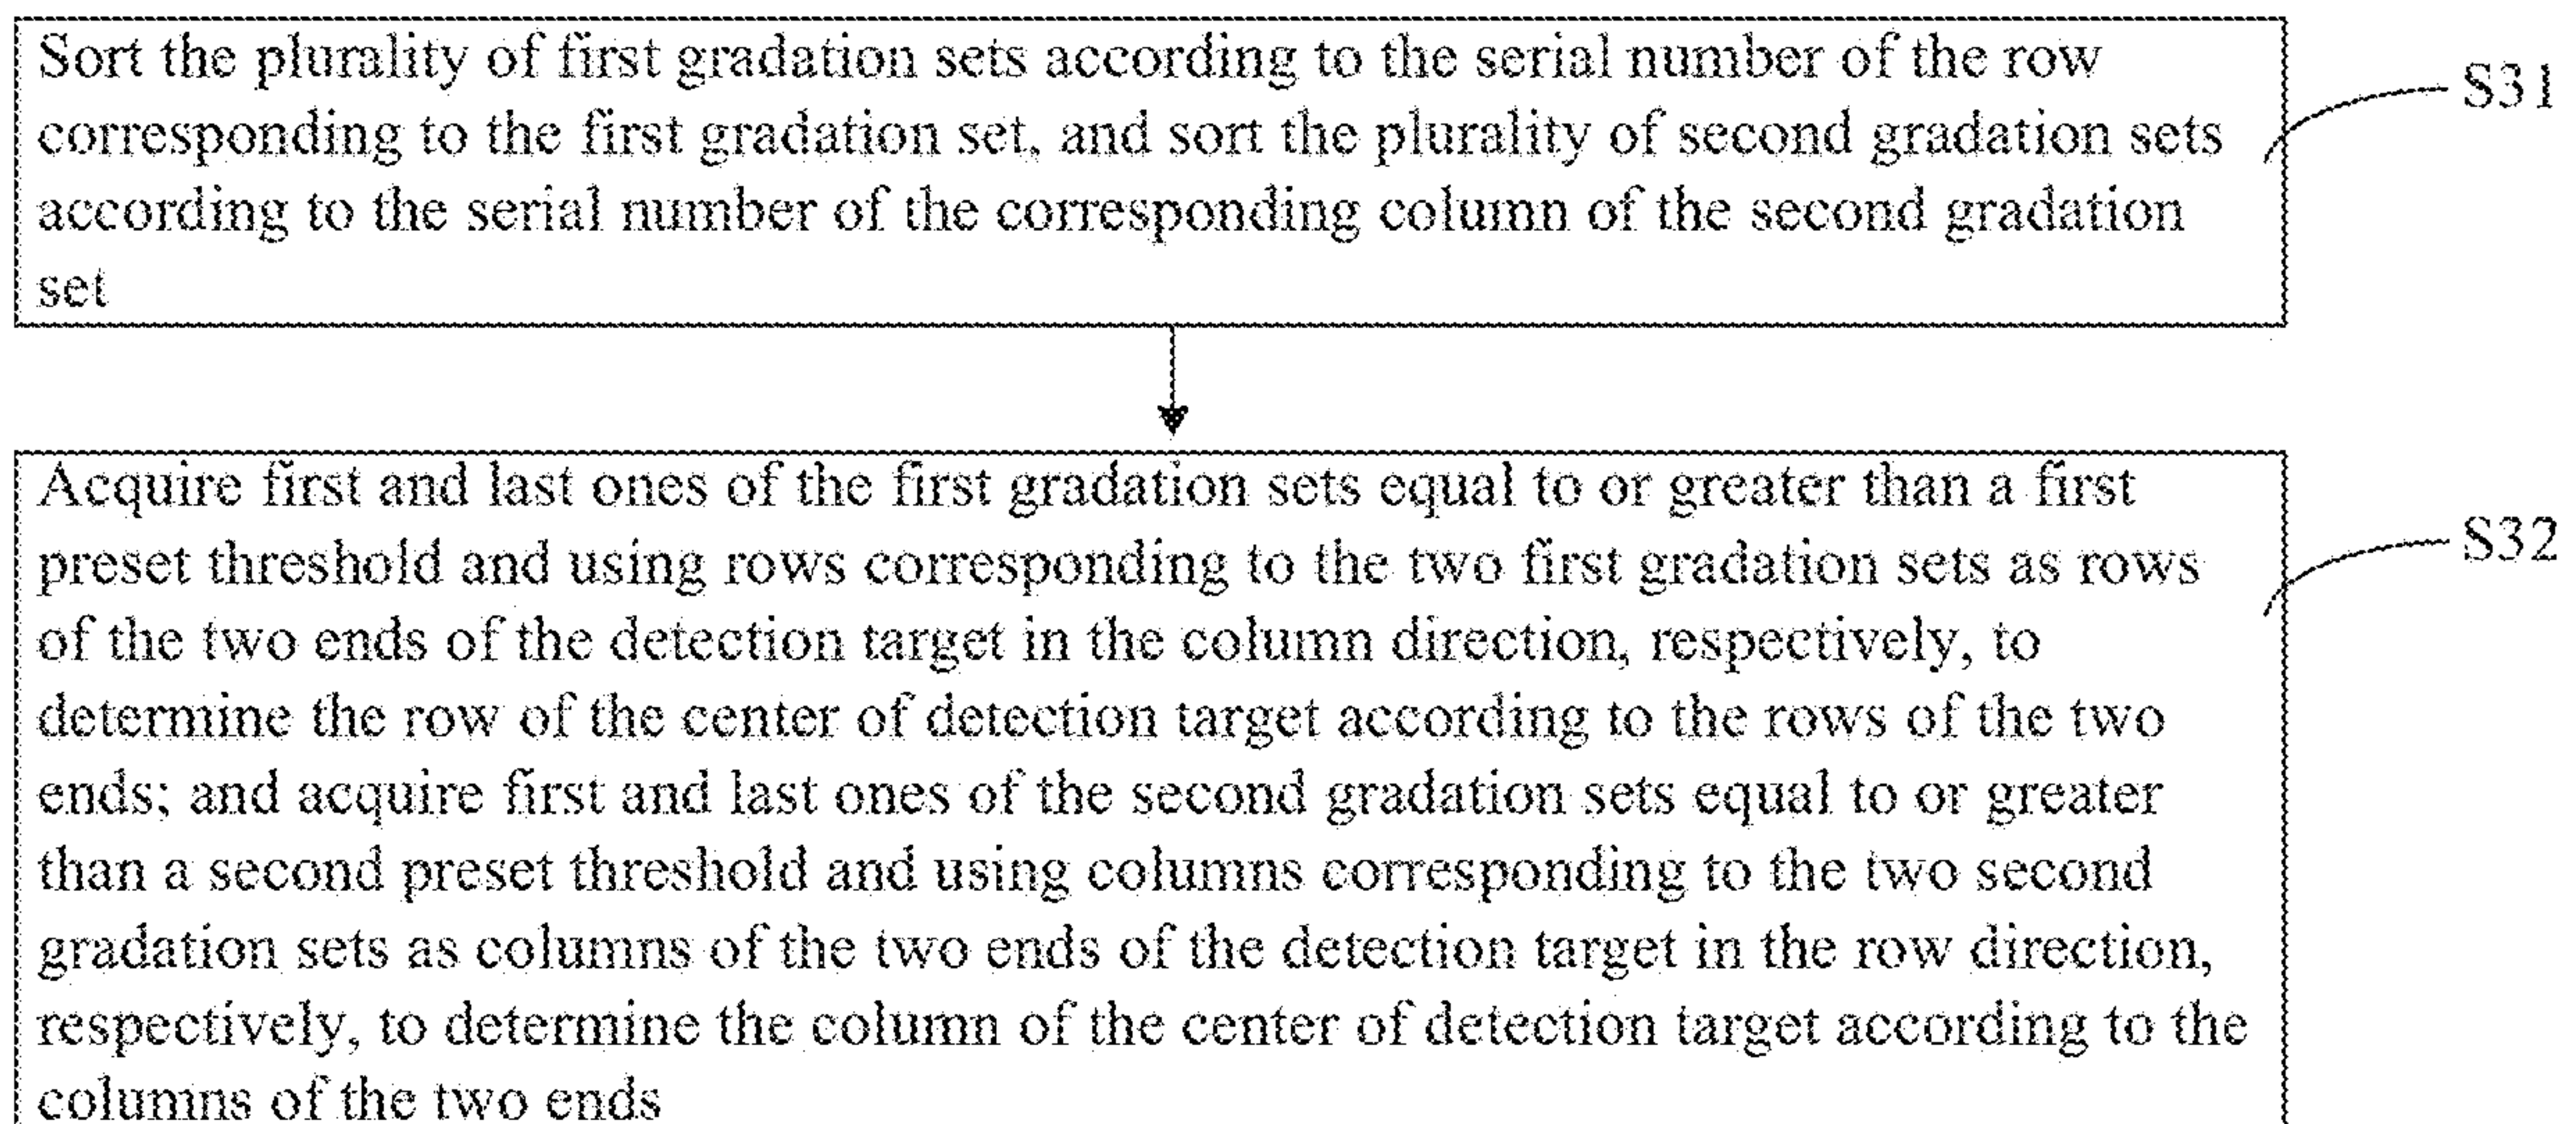 Sort the plurality of first gradation sets according to the serial number of the row
corresponding to the first gradation set, and sort the plurality of second gradation sets
according to the serial number of the corresponding column of the second gradation
set
S31
Acquire first and last ones of the first gradation sets equal to or greater than a first
preset threshold and using rows corresponding to the two first gradation sets as rows
of the two ends of the detection target in the column direction, respectively, to
determine the row of the center of detection target according to the rows of the two
ends; and acquire first and last ones of the second gradation sets equal to or greater
than a second preset threshold and using columns corresponding to the two second
gradation sets as columns of the two ends of the detection target in the row direction,
respectively, to determine the column of the center of detection target according to the
columns of the two ends
S32